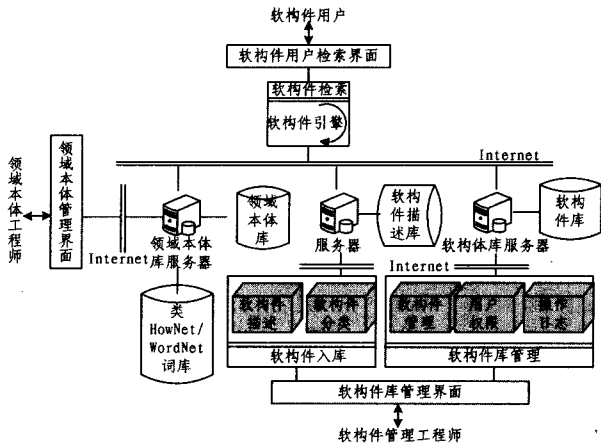 软构件用户
软构件用户检索界面
软构件检索
软构件引擎
Internet
领域本体工程师
领域本体管理界面
Internet
领域本体
库服务器
领域
本体
库
服务器
软构
件描
述库
软构体库服务器
软构
件库
Internet
类
HowNet/
WordNet
词库
软构件
描述
软构件
分类
软构件入库
软构件
管理
用户
权限
操作
日志
软构件库管理
软构件库管理界面
软构件管理工程师